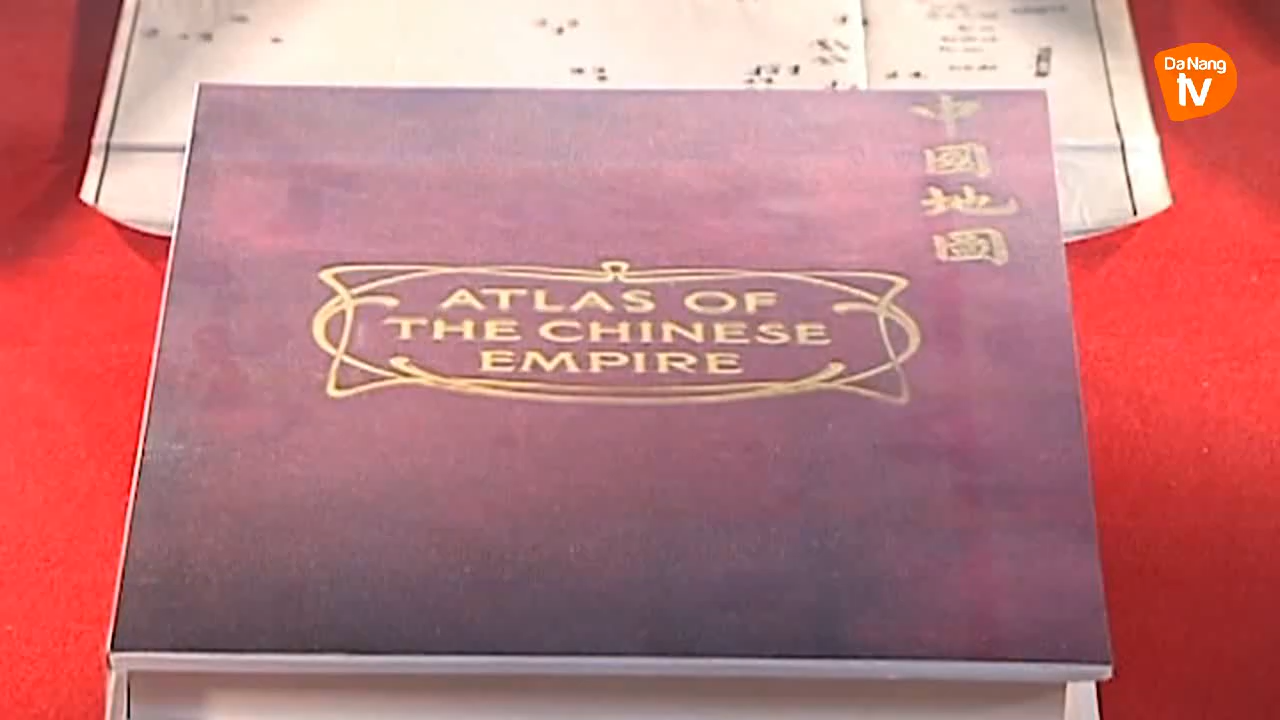 Da Nang
tv
中國地圖
ATLAS OF
THE CHINESE
EMPIRE